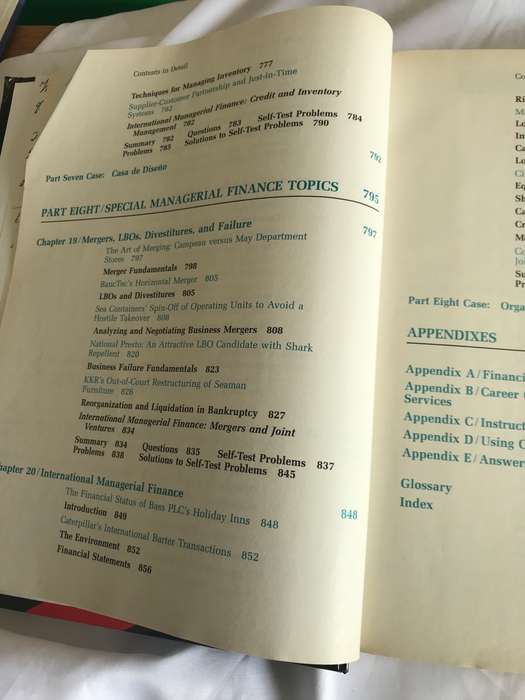 Contents in Detail
Techniques for Managing Inventory 777
Supplier-Customer Partnership and Just-in-Time
Systems 782
International Managerial Finance: Credit and Inventory
Management 782
Summary 782 Questions 783 Self-Test Problems 784
Problems 785 Solutions to Self-Test Problems 790
Part Seven Case: Casa de Diseño 792
PART EIGHT/SPECIAL MANAGERIAL FINANCE TOPICS 795
Chapter 19/Mergers, LBOs, Divestitures, and Failure 797
The Art of Merging: Campeau versus May Department
Stores 797
Merger Fundamentals 798
BancTec's Horizontal Merger 805
LBOs and Divestitures 805
Sea Containers' Spin-Off of Operating Units to Avoid a
Hostile Takeover 808
Analyzing and Negotiating Business Mergers 808
National Presto: An Attractive LBO Candidate with Shark
Repellent 820
Business Failure Fundamentals 823
KKR's Out-of-Court Restructuring of Seaman
Furniture 826
Reorganization and Liquidation in Bankruptcy 827
International Managerial Finance: Mergers and Joint
Ventures 834
Summary 834 Questions 835 Self-Test Problems 837
Problems 838 Solutions to Self-Test Problems 845
hapter 20/International Managerial Finance 848
The Financial Status of Bass PLC's Holiday Inns 848
Introduction 849
Caterpillar's International Barter Transactions 852
The Environment 852
Financial Statements 856
Part Eight Case: Orga
APPENDIXES
Appendix A/Financi
Appendix B/Career
Services
Appendix C/Instruct
Appendix D/Using
Appendix E/Answer
Glossary
Index